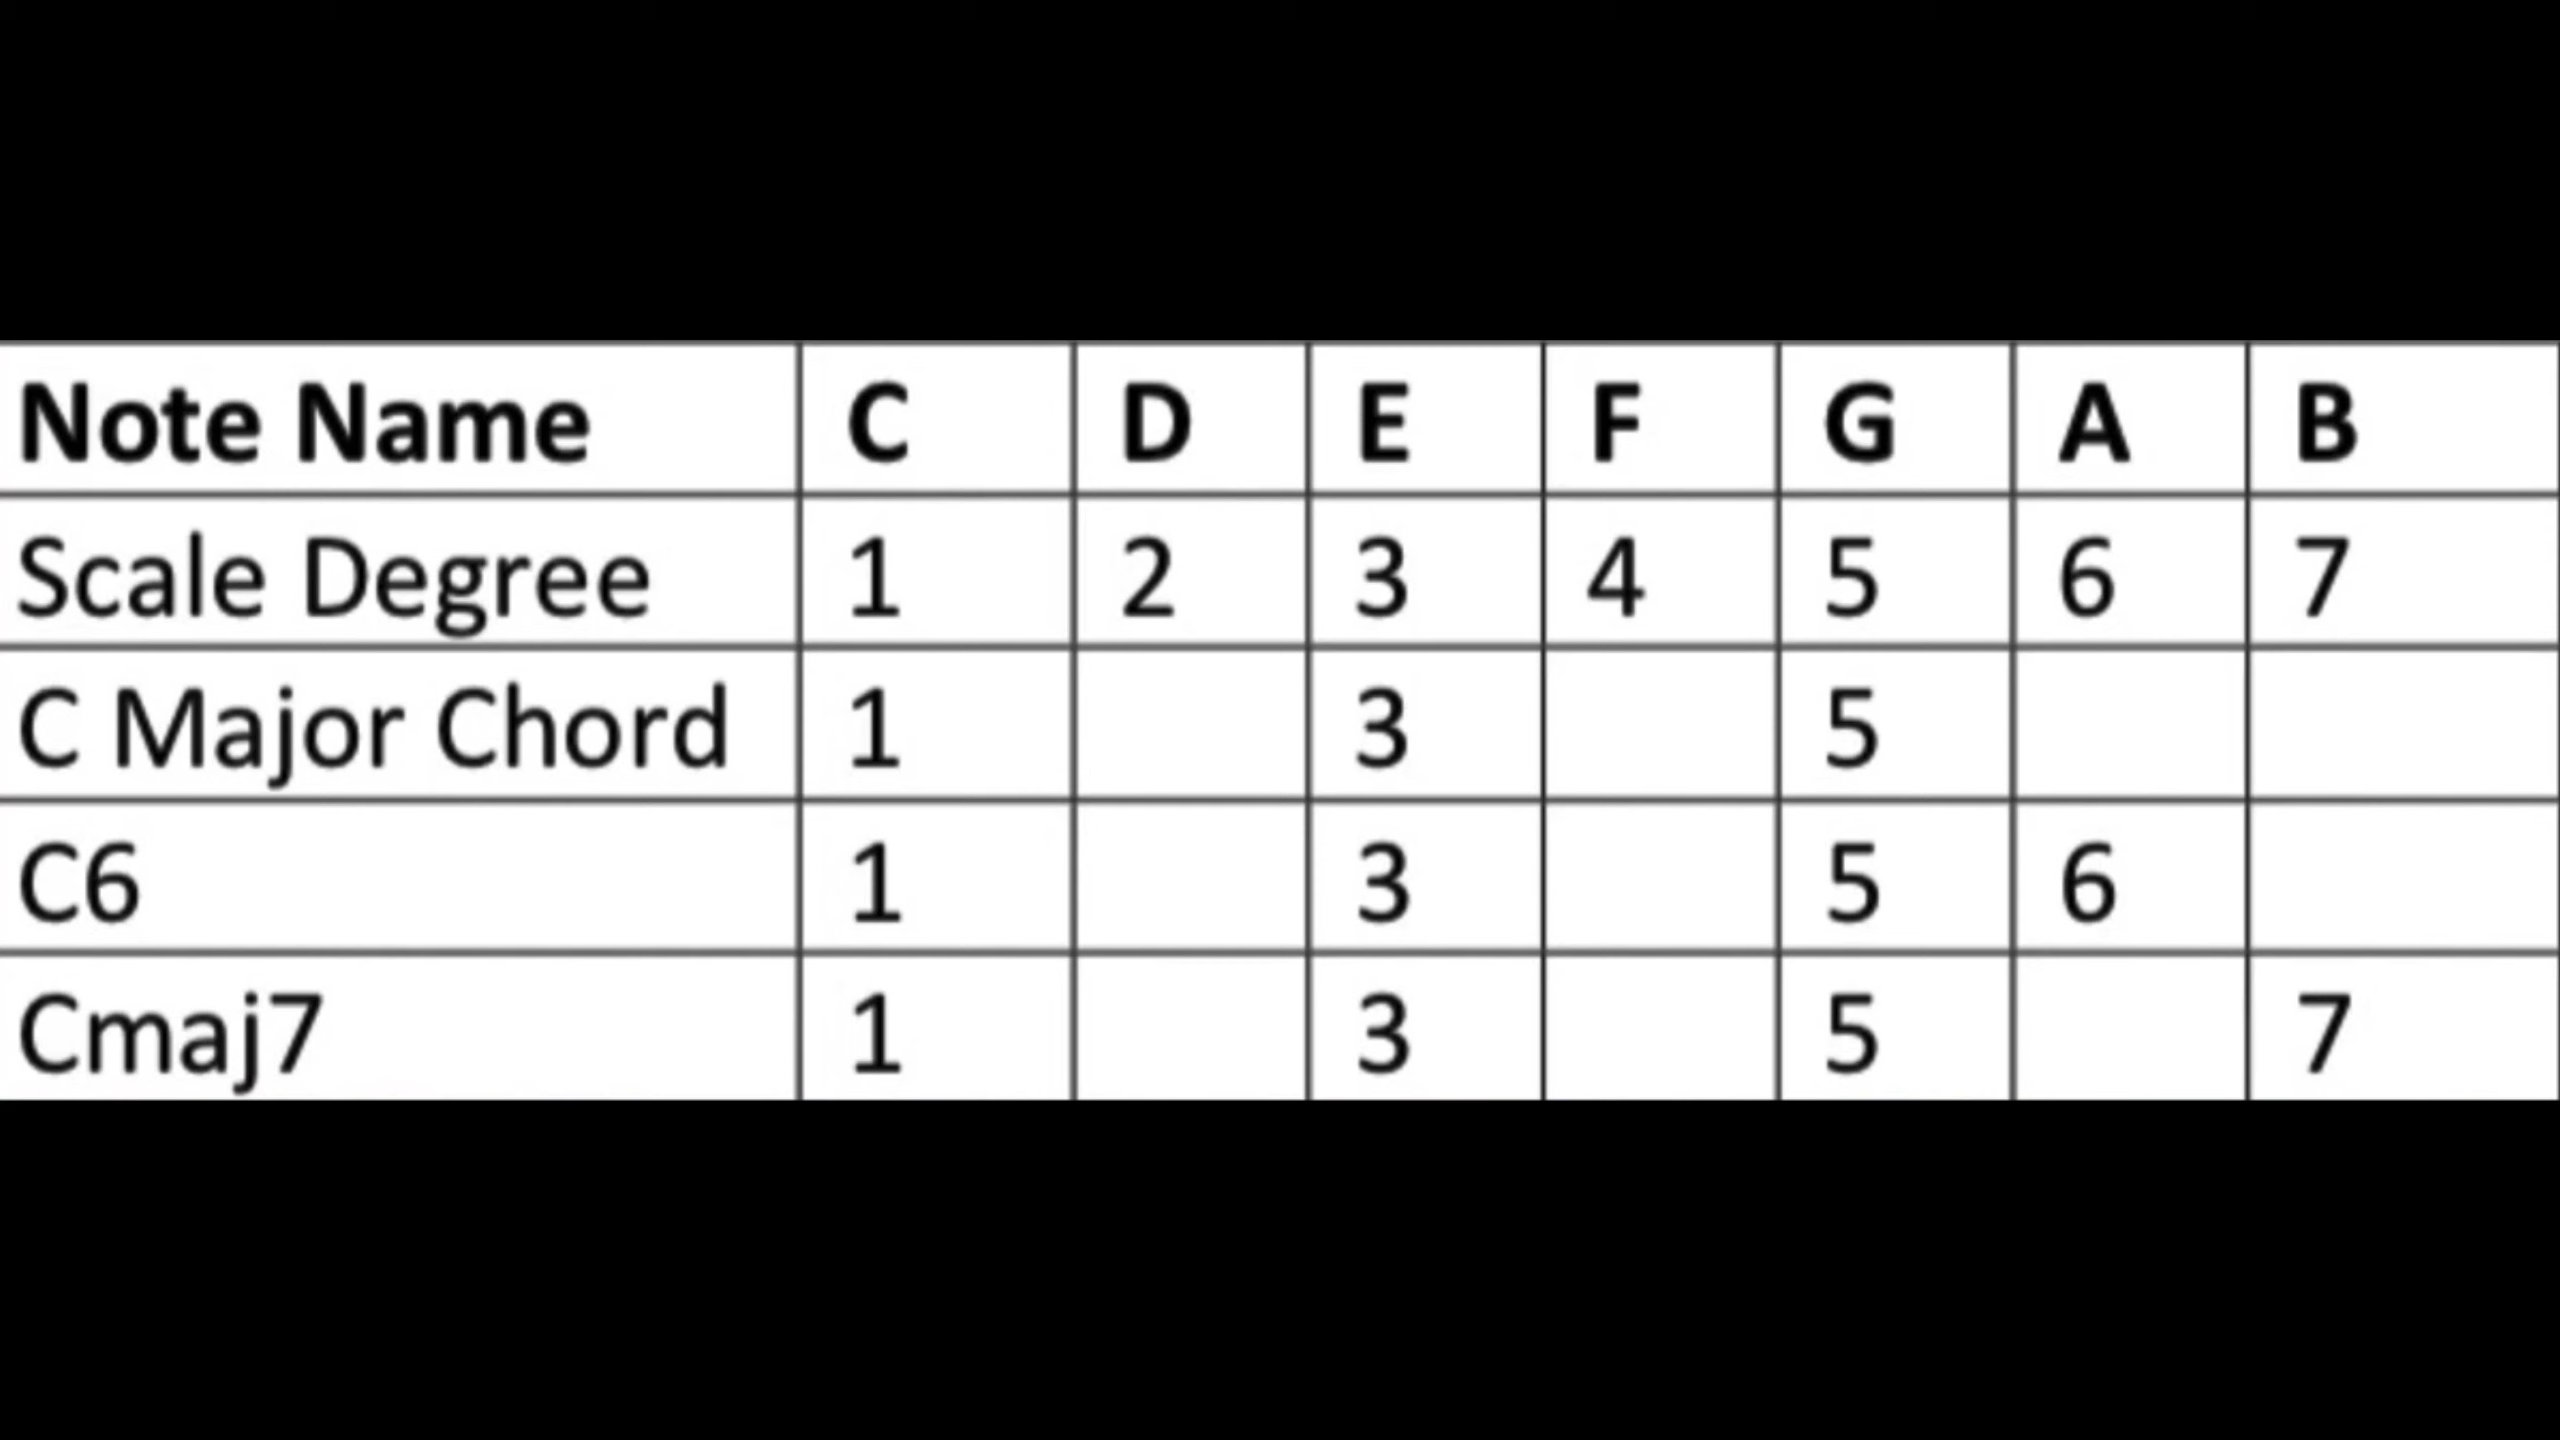 Note Name C D E F G A B
Scale Degree 1 2 3 4 5 6 7
C Major Chord 1 3 5
C6 1 3 5 6
Cmaj7 1 3 5 7